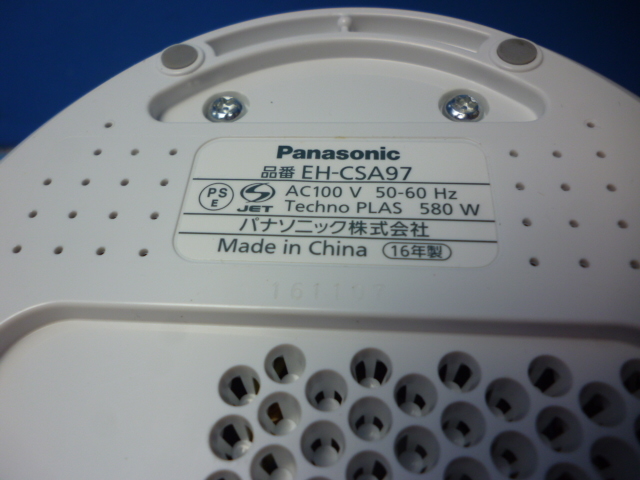 Panasonic
品番 EH-CSA97
PS E JET AC100 V 50-60 Hz
Techno PLAS 580 W
パナソニック株式会社
Made in China 16年製